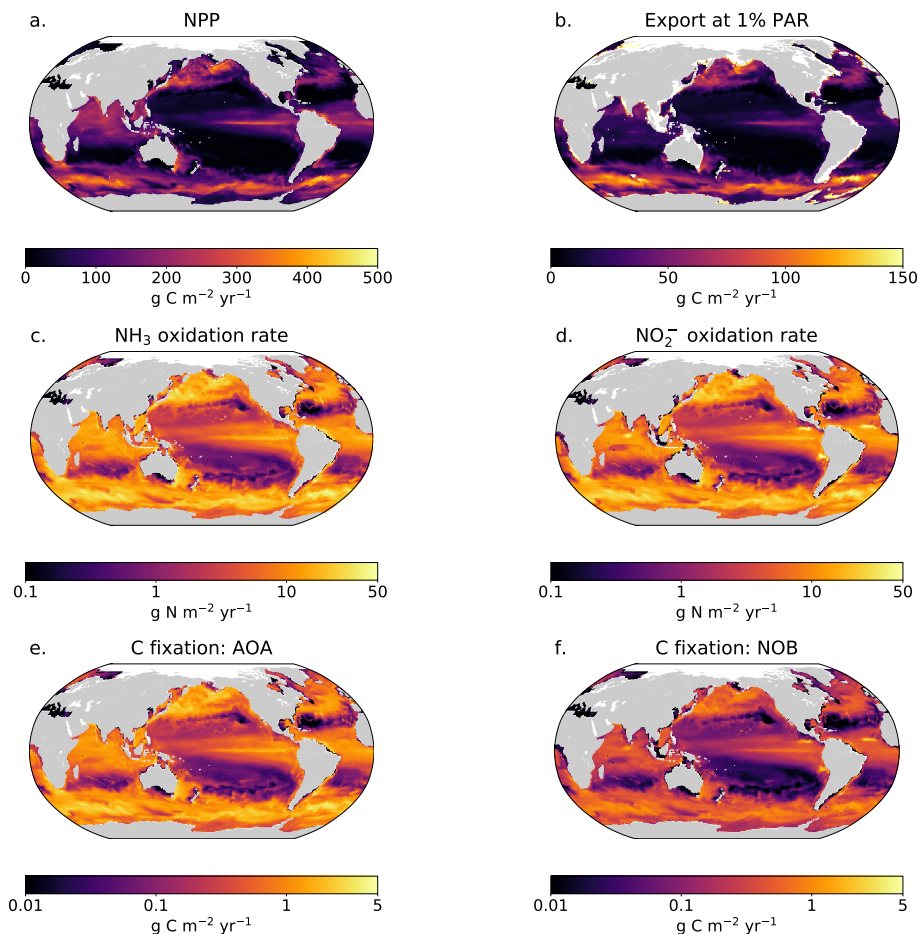 a. NPP
b. Export at 1% PAR
0 100 200 300 400 500
g C m⁻² yr⁻¹
0 50 100 150
g C m⁻² yr⁻¹
c. NH₃ oxidation rate
d. NO₂⁻ oxidation rate
0.1 1 10 50
g N m⁻² yr⁻¹
0.1 1 10 50
g N m⁻² yr⁻¹
e. C fixation: AOA
f. C fixation: NOB
0.01 0.1 1 5
g C m⁻² yr⁻¹
0.01 0.1 1 5
g C m⁻² yr⁻¹